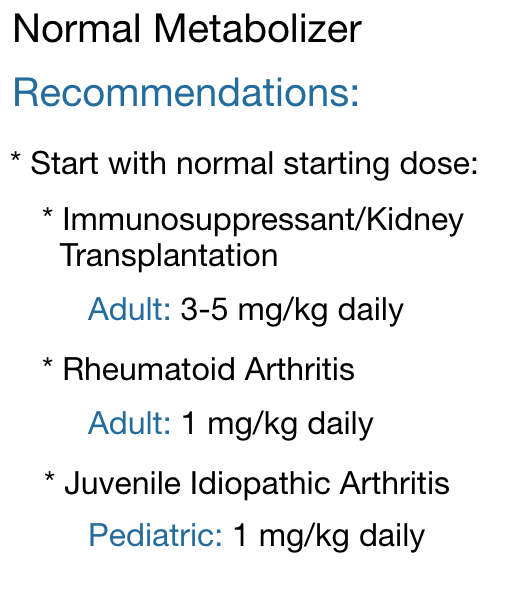 Normal Metabolizer
Recommendations:
* Start with normal starting dose:
* Immunosuppressant/Kidney
Transplantation
Adult: 3-5 mg/kg daily
* Rheumatoid Arthritis
Adult: 1 mg/kg daily
* Juvenile Idiopathic Arthritis
Pediatric: 1 mg/kg daily